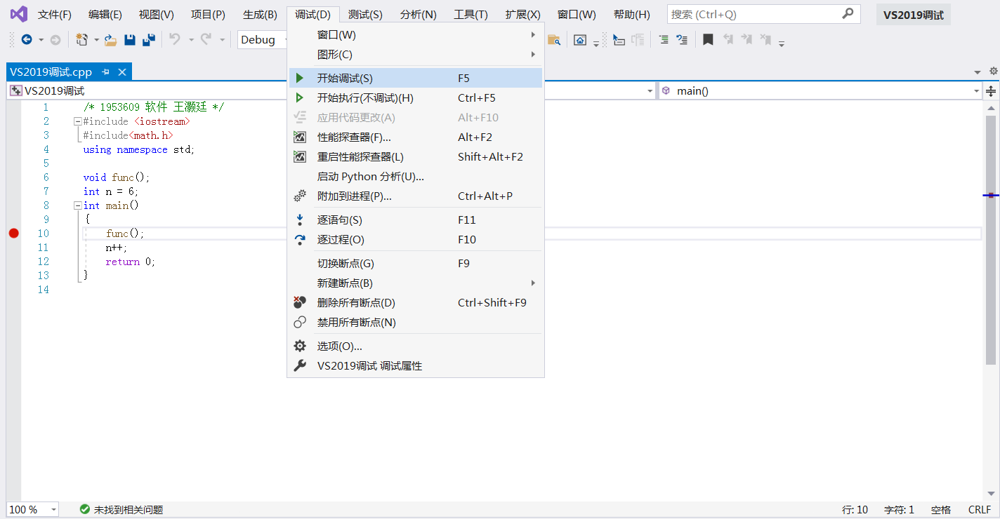 文件(F) 编辑(E) 视图(V) 项目(P) 生成(B) 调试(D) 测试(S) 分析(N) 工具(T) 扩展(X) 窗口(W) 帮助(H) 搜索 (Ctrl+Q) VS2019调试
Debug
窗口(W)
图形(C)
开始调试(S) F5
开始执行(不调试)(H) Ctrl+F5
应用代码更改(A) Alt+F10
性能探查器(F)... Alt+F2
重启性能探查器(L) Shift+Alt+F2
启动 Python 分析(U)...
附加到进程(P)... Ctrl+Alt+P
逐语句(S) F11
逐过程(O) F10
切换断点(G) F9
新建断点(B)
删除所有断点(D) Ctrl+Shift+F9
禁用所有断点(N)
选项(O)...
VS2019调试 调试属性
VS2019调试.cpp
VS2019调试 main()
1 /* 1953609 软件 王灏廷 */
2 #include <iostream>
3 #include<math.h>
4 using namespace std;
5
6 void func();
7 int n = 6;
8 int main()
9 {
10 func();
11 n++;
12 return 0;
13 }
14
100 % 未找到相关问题 行: 10 字符: 1 空格 CRLF